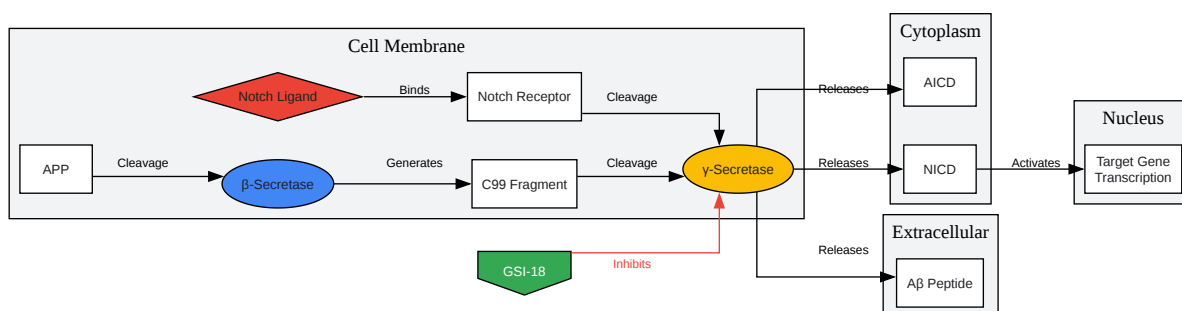 Cell Membrane
Notch Ligand
Binds
Notch Receptor
Cleavage
APP
Cleavage
β-Secretase
Generates
C99 Fragment
Cleavage
γ-Secretase
GSI-18
Inhibits
Releases
Releases
Releases
Cytoplasm
AICD
NICD
Activates
Nucleus
Target Gene
Transcription
Extracellular
Aβ Peptide